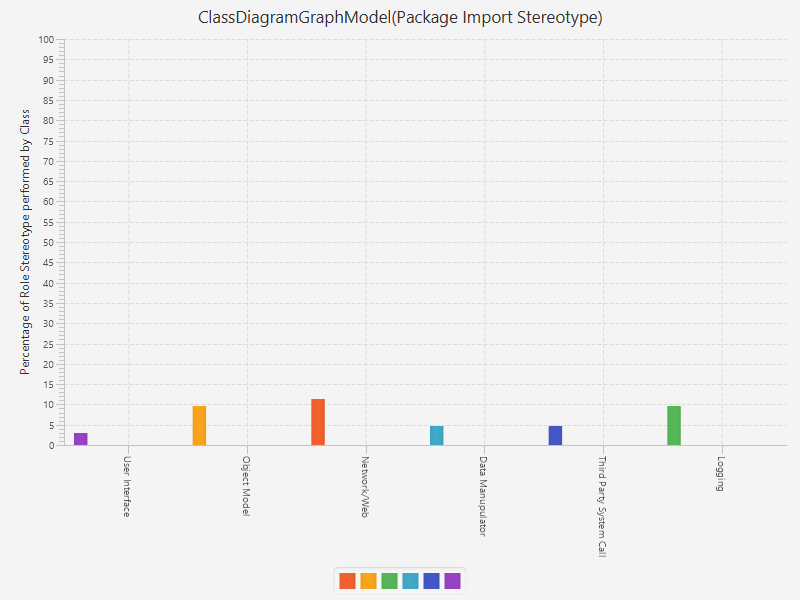 ClassDiagramGraphModel(Package Import Stereotype)
Percentage of Role Stereotype performed by Class
100
95
90
85
80
75
70
65
60
55
50
45
40
35
30
25
20
15
10
5
0
User Interface
Object Model
Network/Web
Data Manupulator
Third Party System Call
Logging